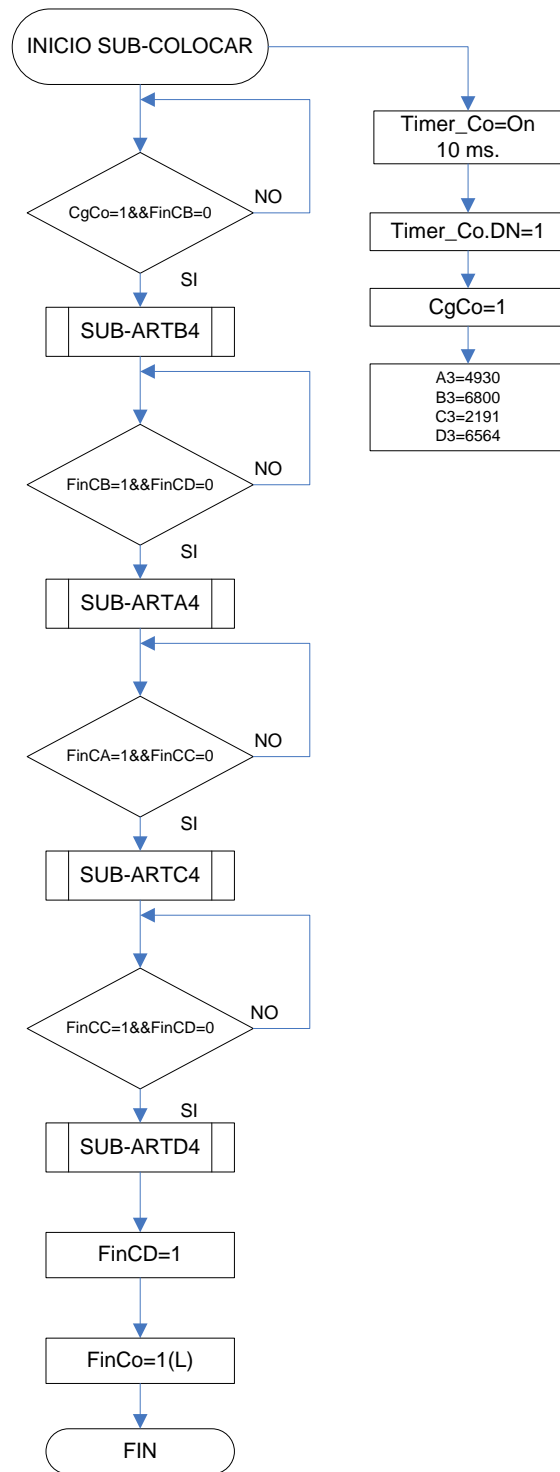 INICIO SUB-COLOCAR
Timer_Co=On
10 ms.
NO
CgCo=1&&FinCB=0
Timer_Co.DN=1
SI
CgCo=1
SUB-ARTB4
A3=4930
B3=6800
C3=2191
D3=6564
NO
FinCB=1&&FinCD=0
SI
SUB-ARTA4
NO
FinCA=1&&FinCC=0
SI
SUB-ARTC4
NO
FinCC=1&&FinCD=0
SI
SUB-ARTD4
FinCD=1
FinCo=1(L)
FIN